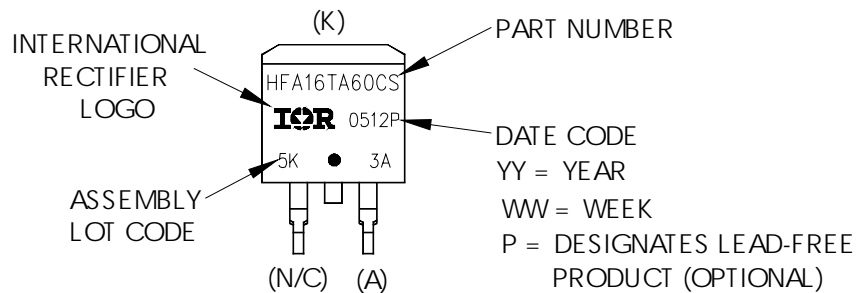 (K)
INTERNATIONAL
RECTIFIER
LOGO
PART NUMBER
HFA16TA60CS
IOR 0512P
DATE CODE
YY = YEAR
WW = WEEK
P = DESIGNATES LEAD-FREE
PRODUCT (OPTIONAL)
5K 3A
ASSEMBLY
LOT CODE
(N/C) (A)